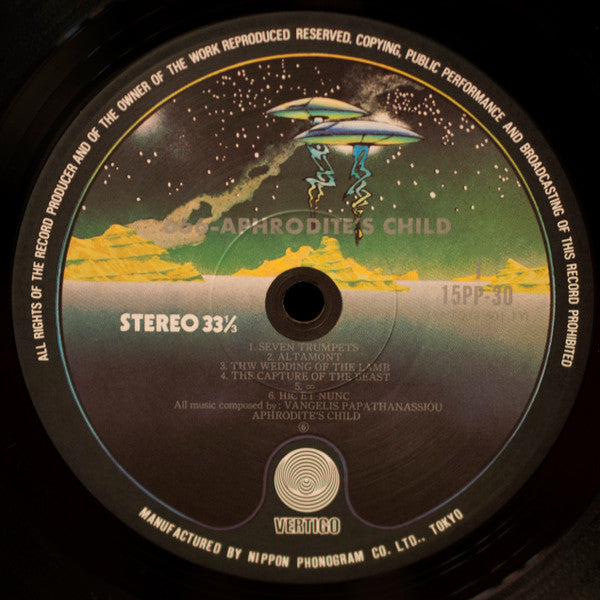 ALL RIGHTS OF THE RECORD PRODUCER AND OF THE OWNER OF THE WORK REPRODUCED RESERVED. COPYING, PUBLIC PERFORMANCE AND BROADCASTING OF THIS RECORD PROHIBITED
666-APHRODITE'S CHILD
15PP-30
STEREO 33⅓
1. SEVEN TRUMPETS
2. ALTAMONT
3. THW WEDDING OF THE LAMB
4. THE CAPTURE OF THE BEAST
5. ∞
6. HIC ET NUNC
All music composed by: VANGELIS PAPATHANASSIOU
APHRODITE'S CHILD
VERTIGO
MANUFACTURED BY NIPPON PHONOGRAM CO. LTD., TOKYO